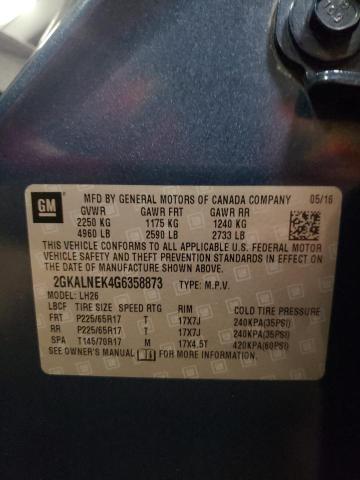 GM MFD BY GENERAL MOTORS OF CANADA COMPANY 05/16
GVWR GAWR FRT GAWR RR
2250 KG 1175 KG 1240 KG
4960 LB 2590 LB 2733 LB
THIS VEHICLE CONFORMS TO ALL APPLICABLE U.S. FEDERAL MOTOR
VEHICLE SAFETY AND THEFT PREVENTION STANDARDS IN EFFECT ON
THE DATE OF MANUFACTURE SHOWN ABOVE.
2GKALNEK4G6358873 TYPE: M.P.V.
MODEL: LH26
LBCF TIRE SIZE SPEED RTG RIM COLD TIRE PRESSURE
FRT P225/65R17 T 17X7J 240KPA(35PSI)
RR P225/65R17 T 17X7J 240KPA(35PSI)
SPA T145/70R17 M 17X4.5T 420KPA(60PSI)
SEE OWNER'S MANUAL FOR MORE INFORMATION.